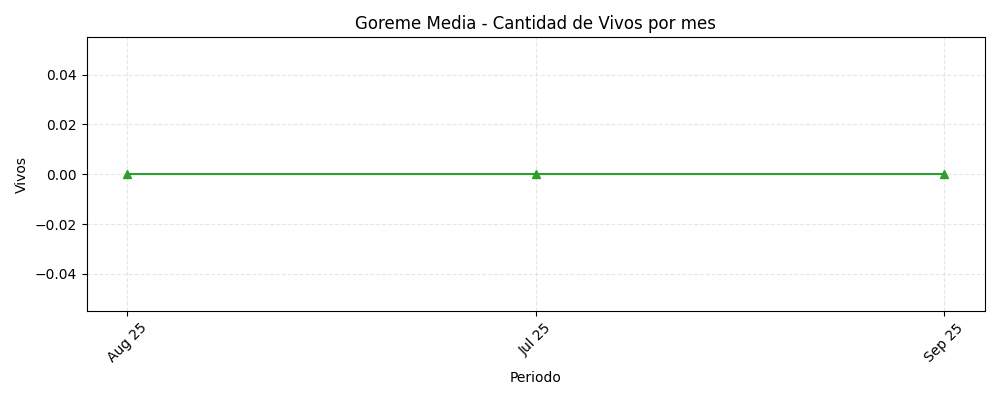 Goreme Media - Cantidad de Vivos por mes
Vivos
0.04
0.02
0.00
−0.02
−0.04
Aug 25
Jul 25
Sep 25
Periodo